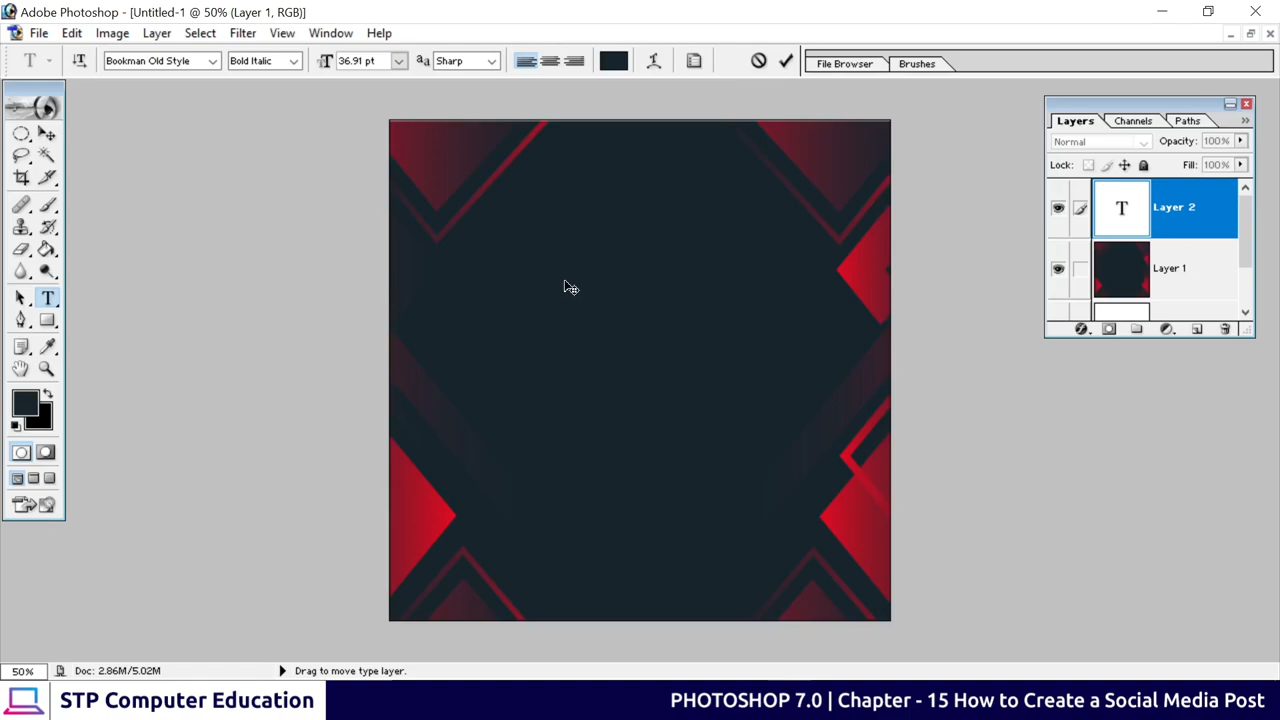 Adobe Photoshop - [Untitled-1 @ 50% (Layer 1, RGB)]
File Edit Image Layer Select Filter View Window Help
T Bookman Old Style Bold Italic 36.91 pt aa Sharp File Browser Brushes
Layers Channels Paths
Normal Opacity: 100%
Lock: Fill: 100%
T Layer 2
Layer 1
50% Doc: 2.86M/5.02M Drag to move type layer.
STP Computer Education PHOTOSHOP 7.0 | Chapter - 15 How to Create a Social Media Post